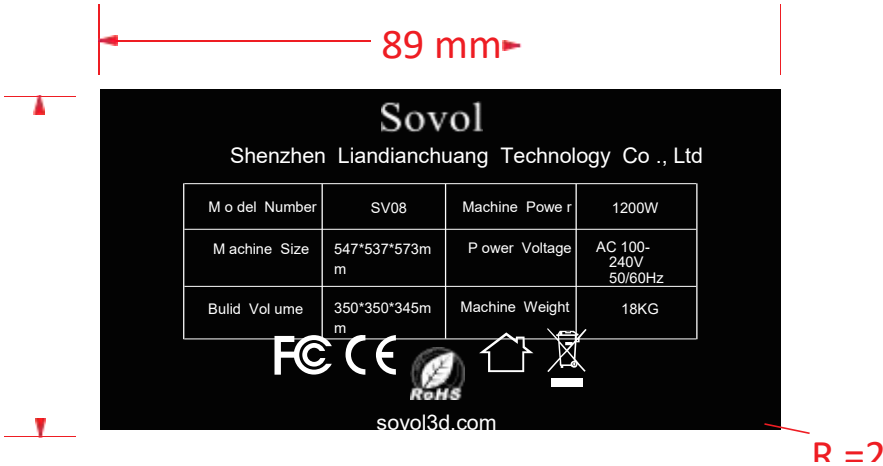 89 mm
Sovol
Shenzhen Liandianchuang Technology Co ., Ltd
M o del Number SV08 Machine Powe r 1200W
M achine Size 547*537*573m
m P ower Voltage AC 100-
240V
50/60Hz
Bulid Vol ume 350*350*345m
m Machine Weight 18KG
FC CE
RoHS
sovol3d.com
R =2